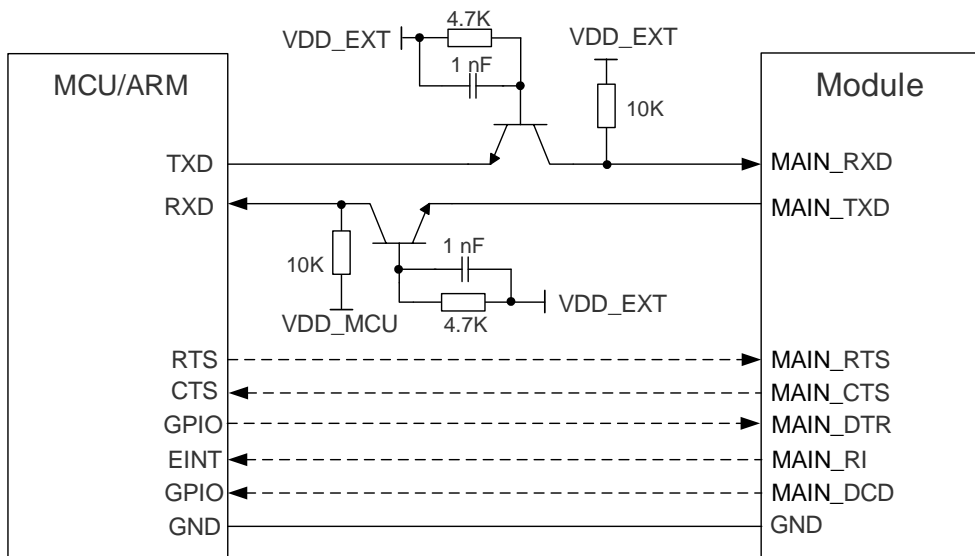 4.7K
VDD_EXT
VDD_EXT
1 nF
MCU/ARM
Module
10K
TXD
MAIN_RXD
RXD
MAIN_TXD
1 nF
10K
VDD_EXT
VDD_MCU
4.7K
RTS
MAIN_RTS
CTS
MAIN_CTS
GPIO
MAIN_DTR
EINT
MAIN_RI
GPIO
MAIN_DCD
GND
GND